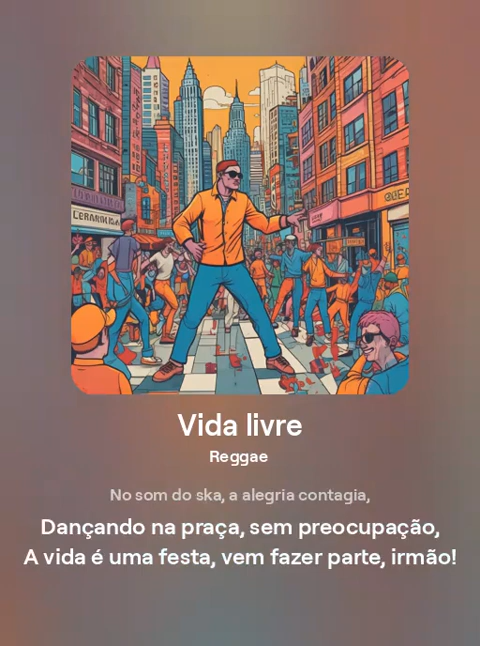 Vida livre
Reggae
No som do ska, a alegria contagia,
Dançando na praça, sem preocupação,
A vida é uma festa, vem fazer parte, irmão!